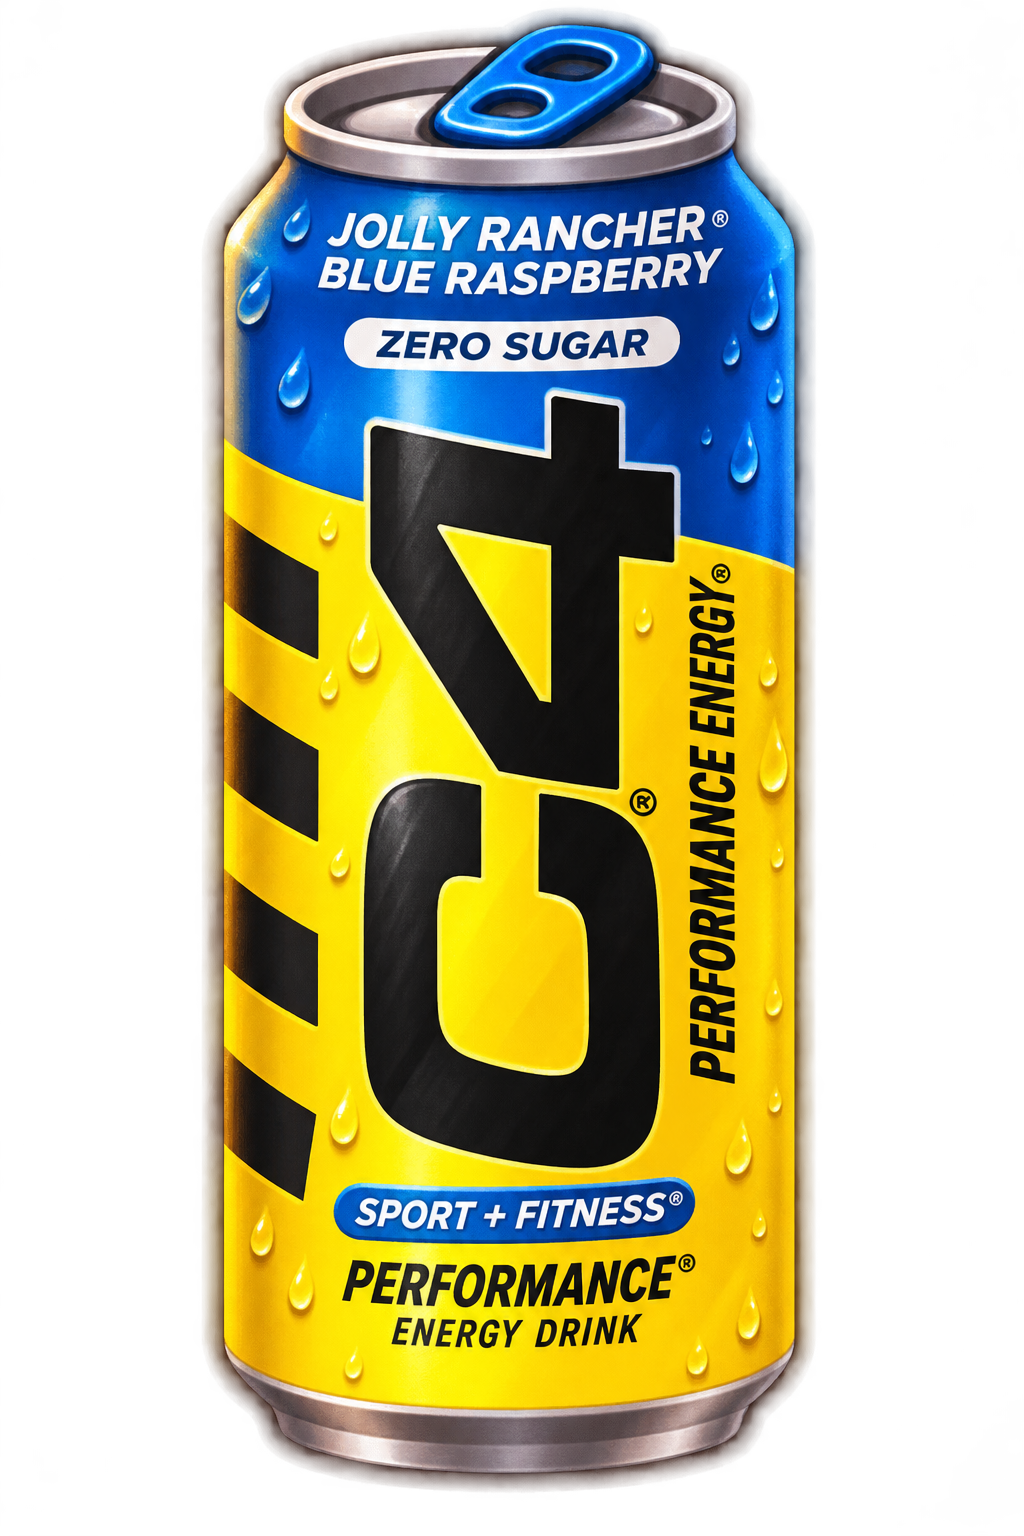 JOLLY RANCHER®
BLUE RASPBERRY
ZERO SUGAR
C4®
PERFORMANCE ENERGY®
SPORT + FITNESS®
PERFORMANCE®
ENERGY DRINK